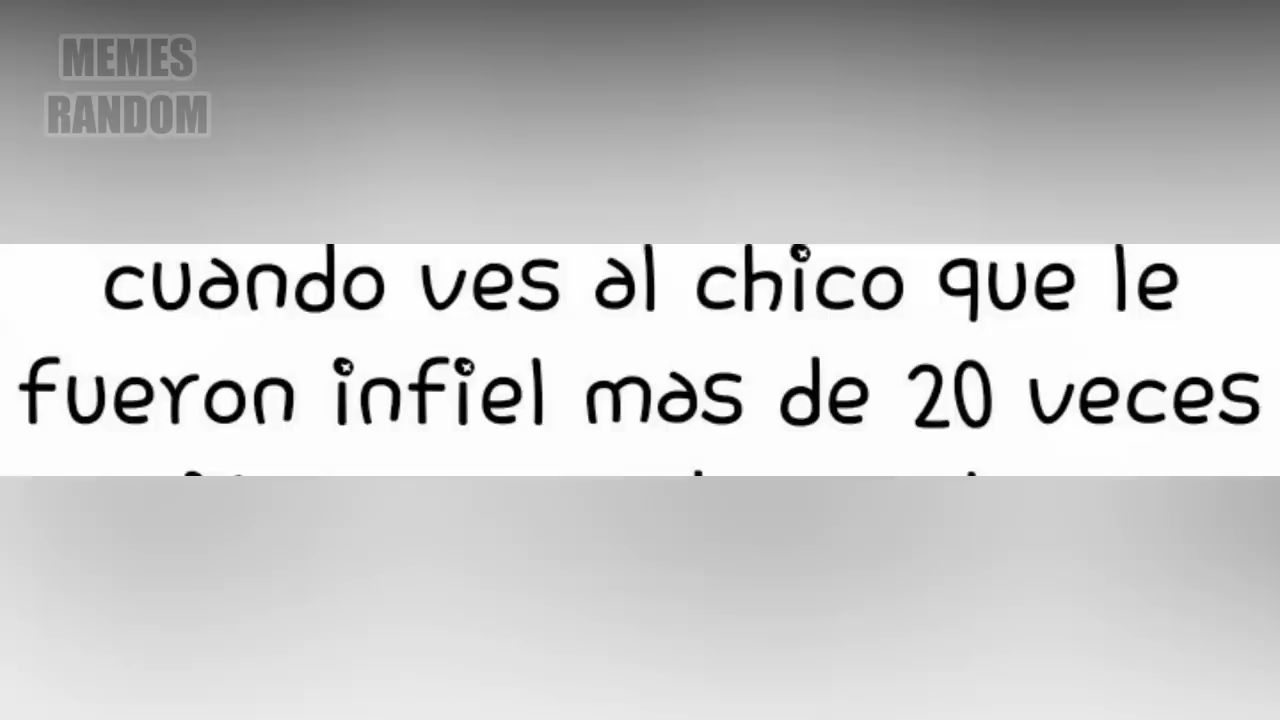 MEMES
RANDOM
cuando ves al chico que le
fueron infiel mas de 20 veces